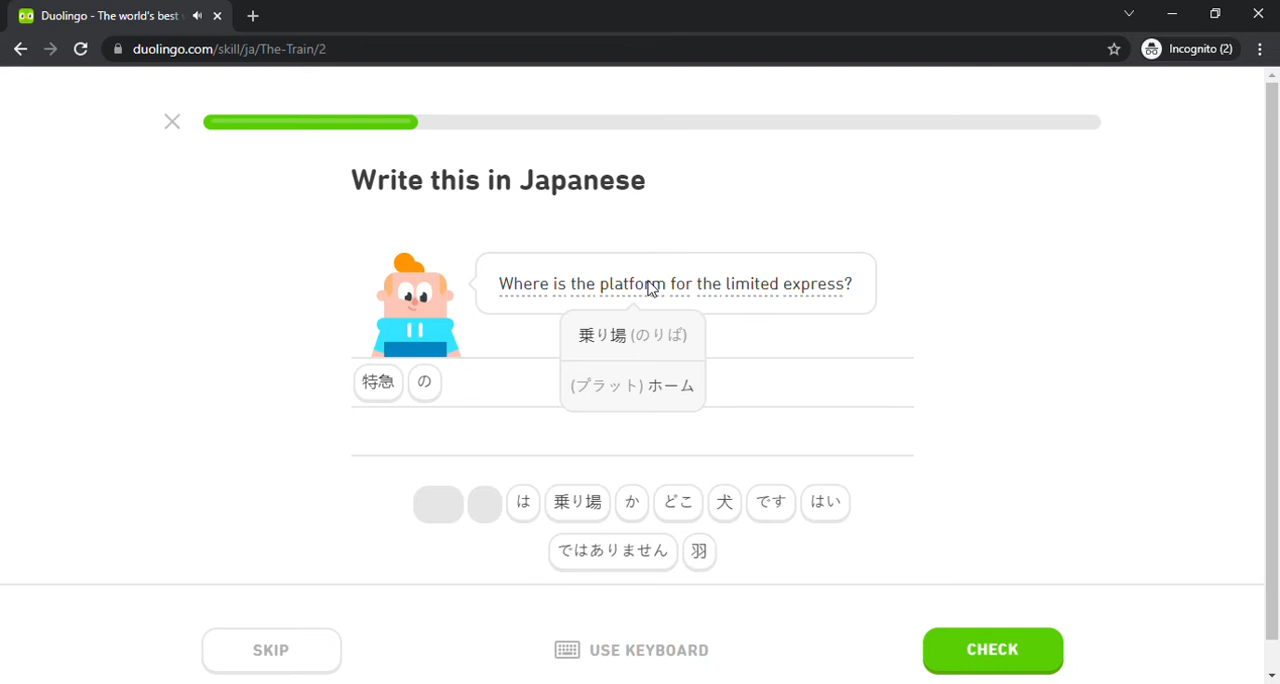 Duolingo - The world's best
duolingo.com/skill/ja/The-Train/2
Incognito (2)
Write this in Japanese
Where is the platform for the limited express?
乗り場 (のりば)
(プラット) ホーム
特急 の
は 乗り場 か どこ 犬 です はい
ではありません 羽
SKIP
USE KEYBOARD
CHECK